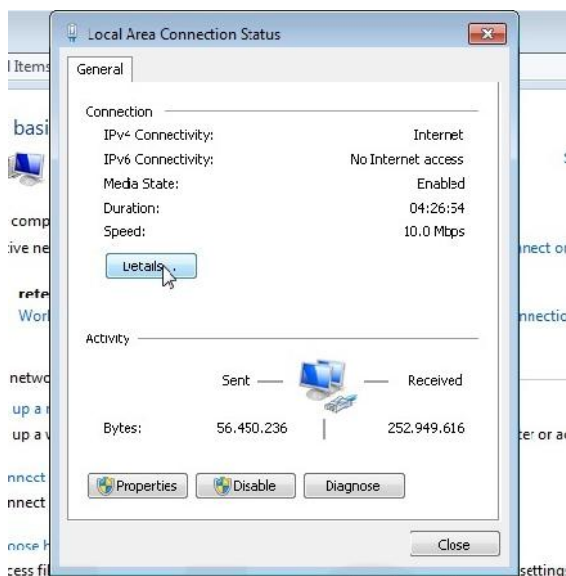 Local Area Connection Status
General
Connection
IPv4 Connectivity: Internet
IPv6 Connectivity: No Internet access
Media State: Enabled
Duration: 04:26:54
Speed: 10.0 Mbps
Details...
Activity
Sent — — Received
Bytes: 56.450.236 | 252.949.616
Properties Disable Diagnose
Close
l Items
basi
comp
ive ne
nnect or
rete
Worl
nnectio
netwo
up a r
up a v
ter or a
nnect
nnect
oose h
cess fil
settings